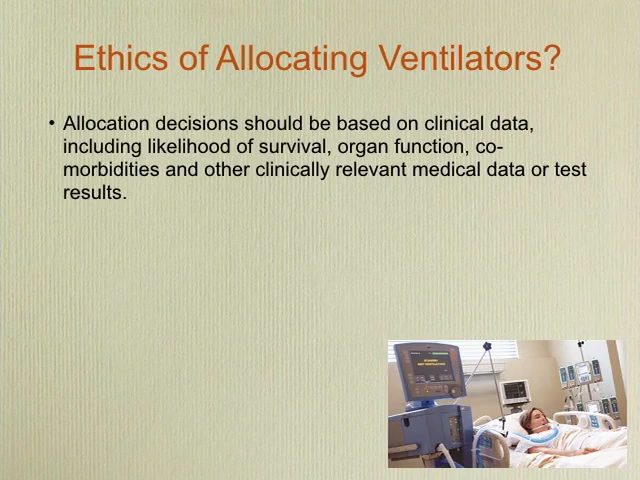 Ethics of Allocating Ventilators?
• Allocation decisions should be based on clinical data,
including likelihood of survival, organ function, co-
morbidities and other clinically relevant medical data or test
results.